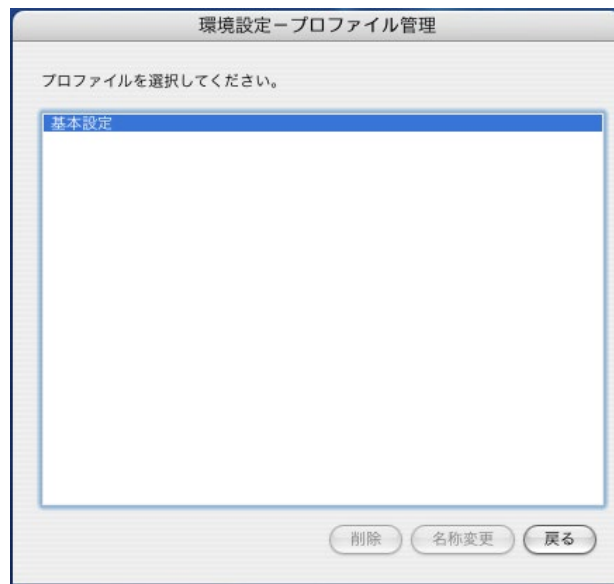 環境設定－プロファイル管理
プロファイルを選択してください。
基本設定
削除
名称変更
戻る